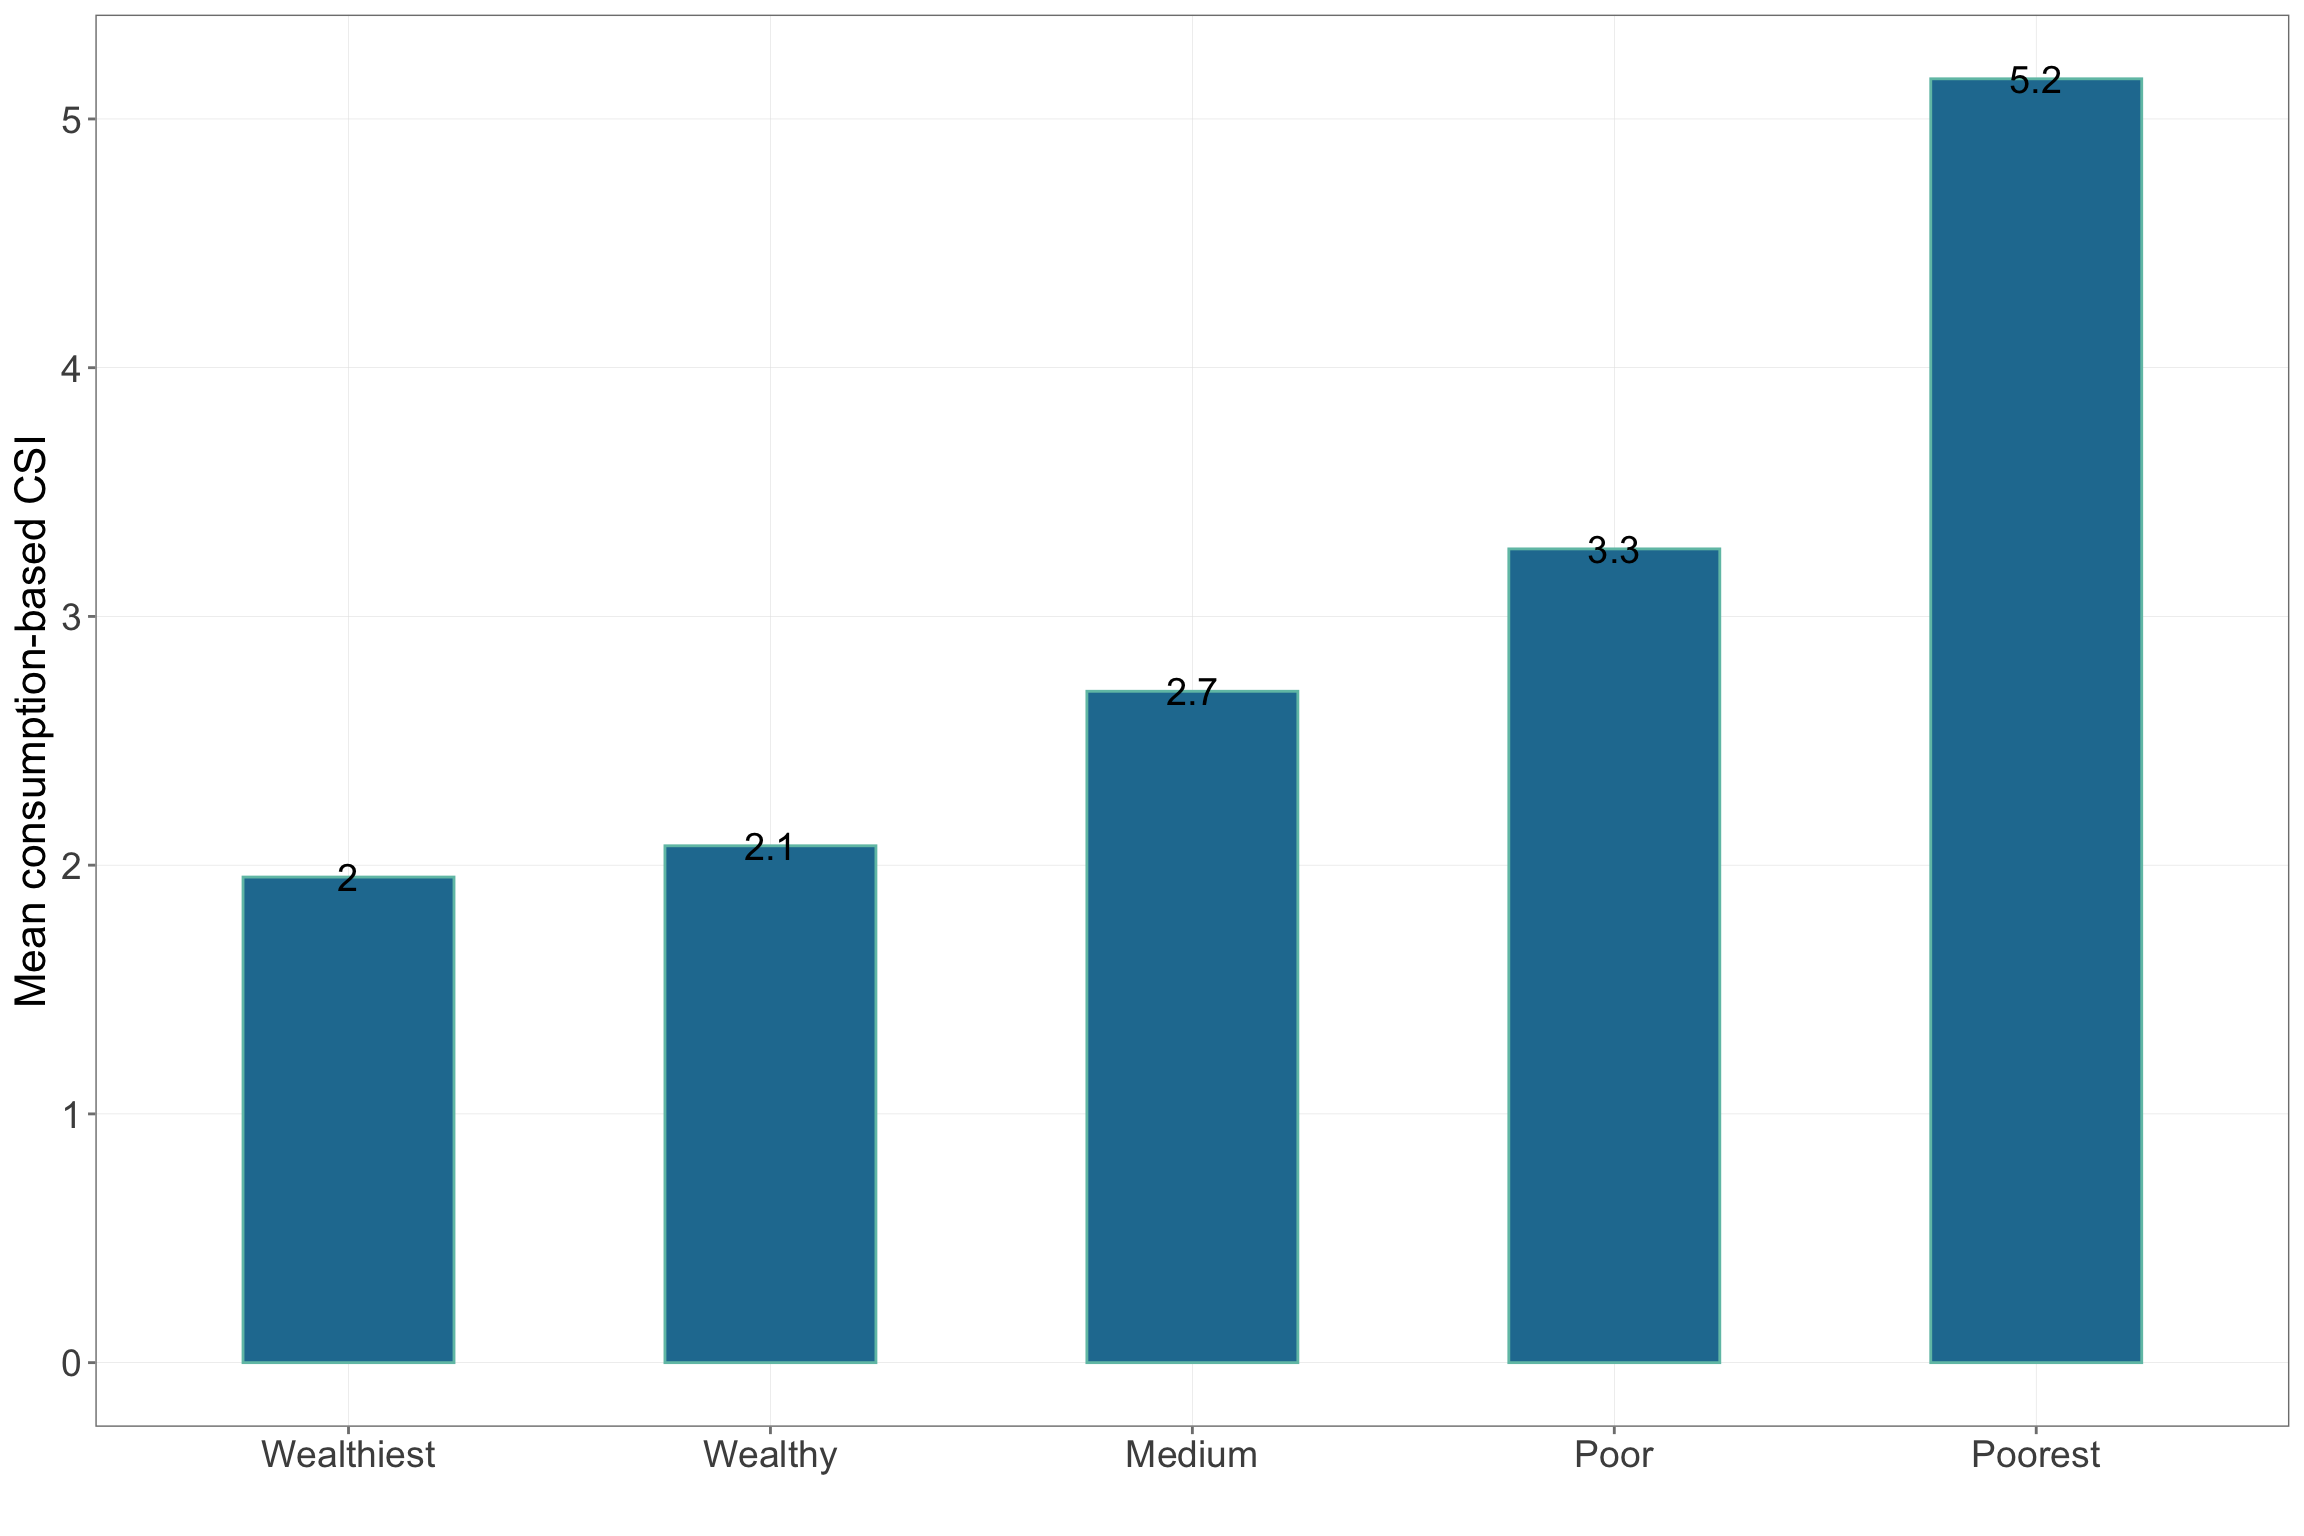 Mean consumption-based CSI
5
4
3
2
1
0
2
2.1
2.7
3.3
5.2
Wealthiest
Wealthy
Medium
Poor
Poorest